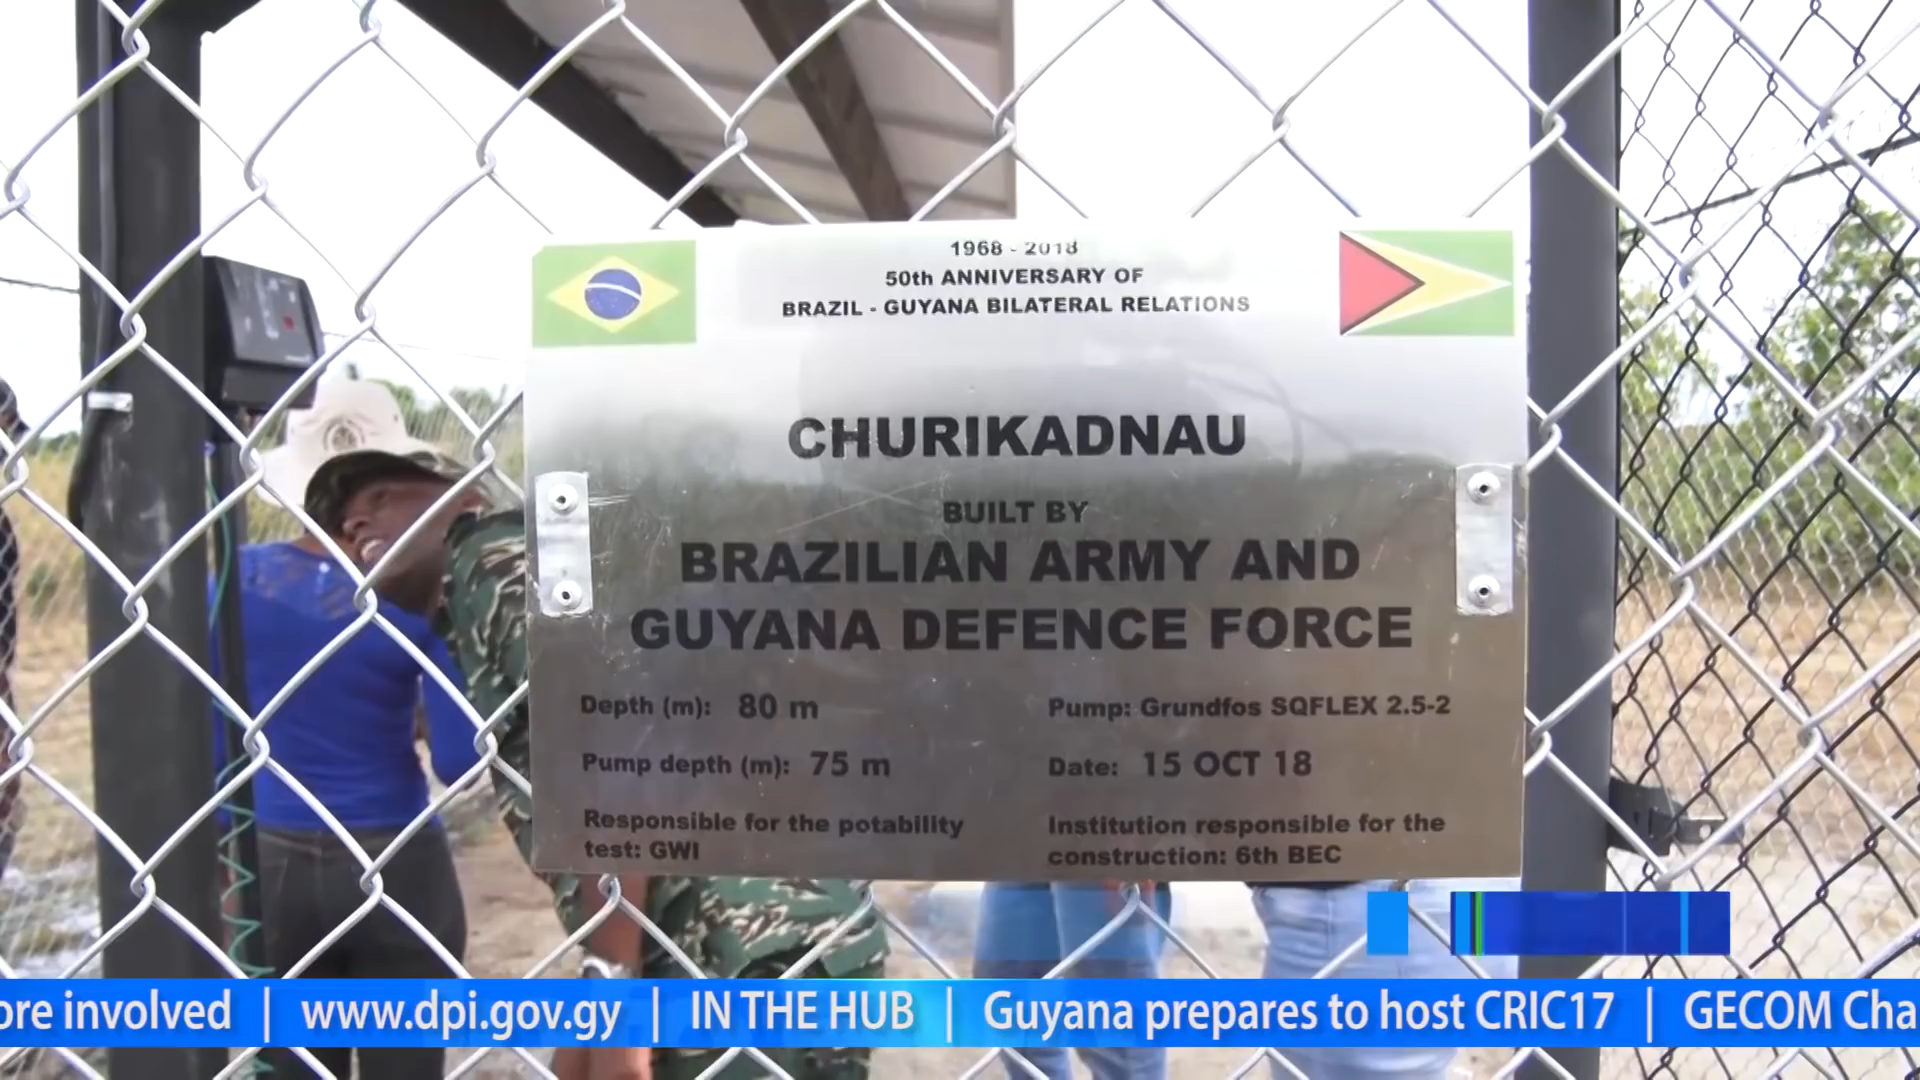 1968 - 2018
50th ANNIVERSARY OF
BRAZIL - GUYANA BILATERAL RELATIONS
CHURIKADNAU
BUILT BY
BRAZILIAN ARMY AND
GUYANA DEFENCE FORCE
Depth (m): 80 m
Pump: Grundfos SQFLEX 2.5-2
Pump depth (m): 75 m
Date: 15 OCT 18
Responsible for the potability
test: GWI
Institution responsible for the
construction: 6th BEC
involved | www.dpi.gov.gy | IN THE HUB | Guyana prepares to host CRIC17 | GECOM